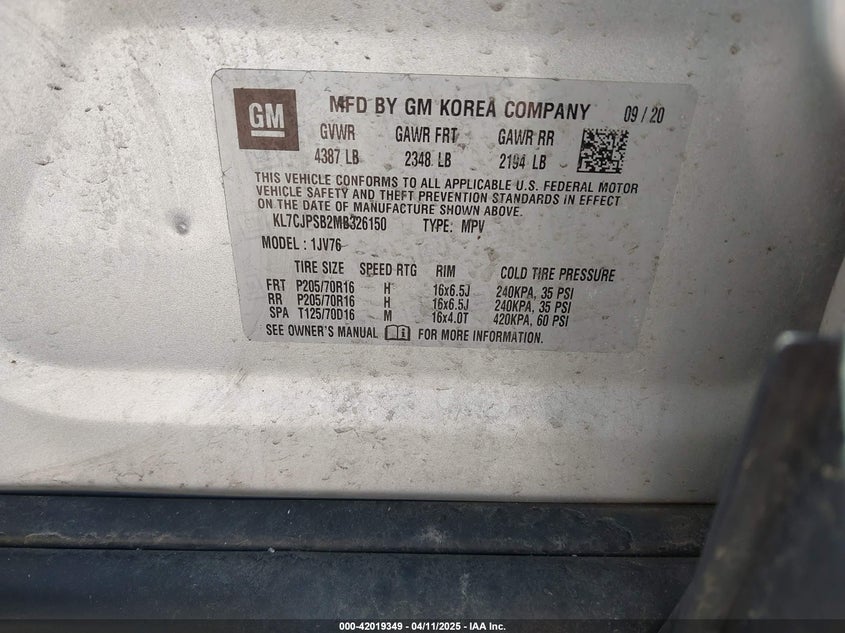 GM
MFD BY GM KOREA COMPANY 09 / 20
GVWR GAWR FRT GAWR RR
4387 LB 2348 LB 2194 LB
THIS VEHICLE CONFORMS TO ALL APPLICABLE U.S. FEDERAL MOTOR
VEHICLE SAFETY AND THEFT PREVENTION STANDARDS IN EFFECT
ON THE DATE OF MANUFACTURE SHOWN ABOVE.
KL7CJPSB2MB326150 TYPE: MPV
MODEL : 1JV76
TIRE SIZE SPEED RTG RIM COLD TIRE PRESSURE
FRT P205/70R16 H 16x6.5J 240KPA, 35 PSI
RR P205/70R16 H 16x6.5J 240KPA, 35 PSI
SPA T125/70D16 M 16x4.0T 420KPA, 60 PSI
SEE OWNER'S MANUAL FOR MORE INFORMATION.
000-42019349 - 04/11/2025 - IAA Inc.